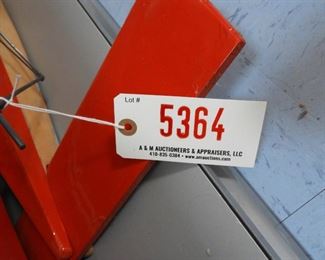 Lot #
5364
A & M AUCTIONEERS & APPRAISERS, LLC
410-835-0384 • www.amauctions.com